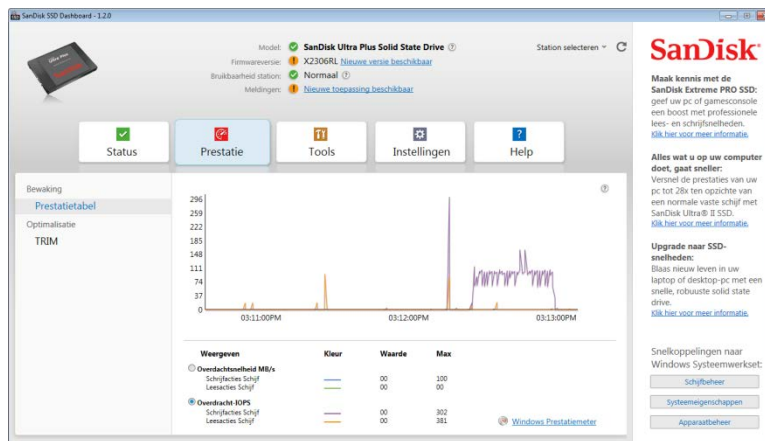 SanDisk SSD Dashboard - 1.2.0
Model: SanDisk Ultra Plus Solid State Drive
Station selecteren
Firmwareversie: X2306RL Nieuwe versie beschikbaar
Bruikbaarheid station: Normaal
Meldingen: Nieuwe toepassing beschikbaar
Status
Prestatie
Tools
Instellingen
Help
Bewaking
Prestatietabel
Optimalisatie
TRIM
296
259
222
185
148
111
74
37
0
03:11:00PM
03:12:00PM
03:13:00PM
Weergeven Kleur Waarde Max
Overdachtsnelheid MB/s
Schrijfacties Schijf 00 100
Leesacties Schijf 00 00
Overdracht-IOPS
Schrijfacties Schijf 00 302
Leesacties Schijf 00 381
Windows Prestatiemeter
SanDisk
Maak kennis met de
SanDisk Extreme PRO SSD:
geef uw pc of gamesconsole
een boost met professionele
lees- en schrijfsnelheden.
Klik hier voor meer informatie.
Alles wat u op uw computer
doet, gaat sneller:
Versnel de prestaties van uw
pc tot 28x ten opzichte van
een normale vaste schijf met
SanDisk Ultra® II SSD.
Klik hier voor meer informatie.
Upgrade naar SSD-
snelheden:
Blaas nieuw leven in uw
laptop of desktop-pc met een
snelle, robuuste solid state
drive.
Klik hier voor meer informatie.
Snelkoppelingen naar
Windows Systeemwerkset:
Schijfbeheer
Systeemeigenschappen
Apparaatbeheer